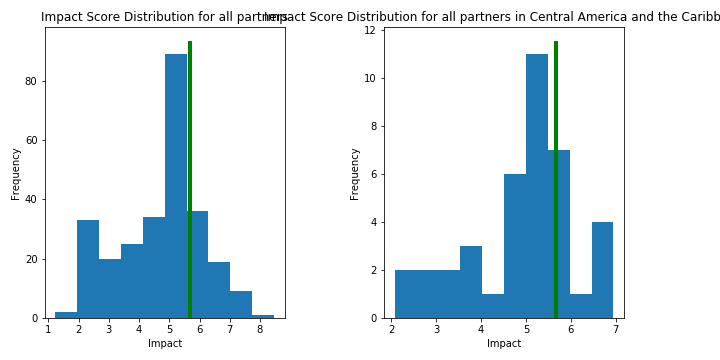 Impact Score Distribution for all partners
Impact Score Distribution for all partners in Central America and the Caribb
Frequency
80
60
40
20
0
1 2 3 4 5 6 7 8
Impact
Frequency
12
10
8
6
4
2
0
2 3 4 5 6 7
Impact